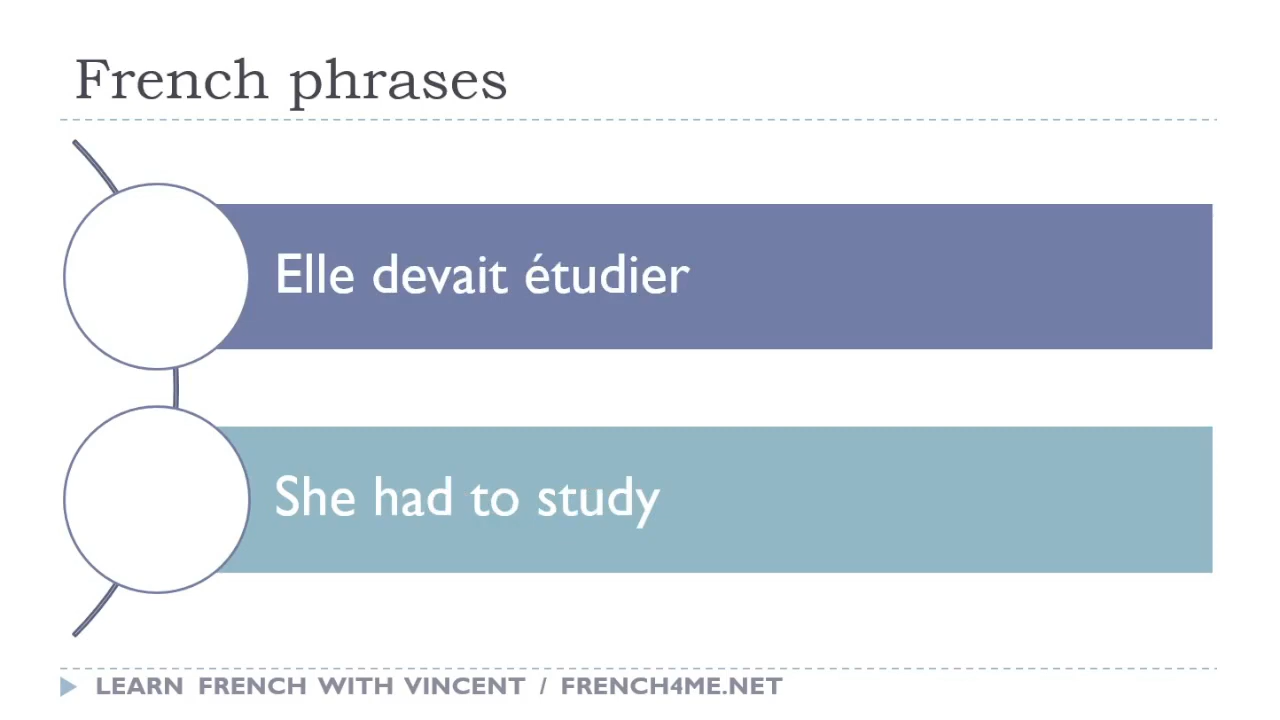 French phrases
Elle devait étudier
She had to study
LEARN FRENCH WITH VINCENT / FRENCH4ME.NET